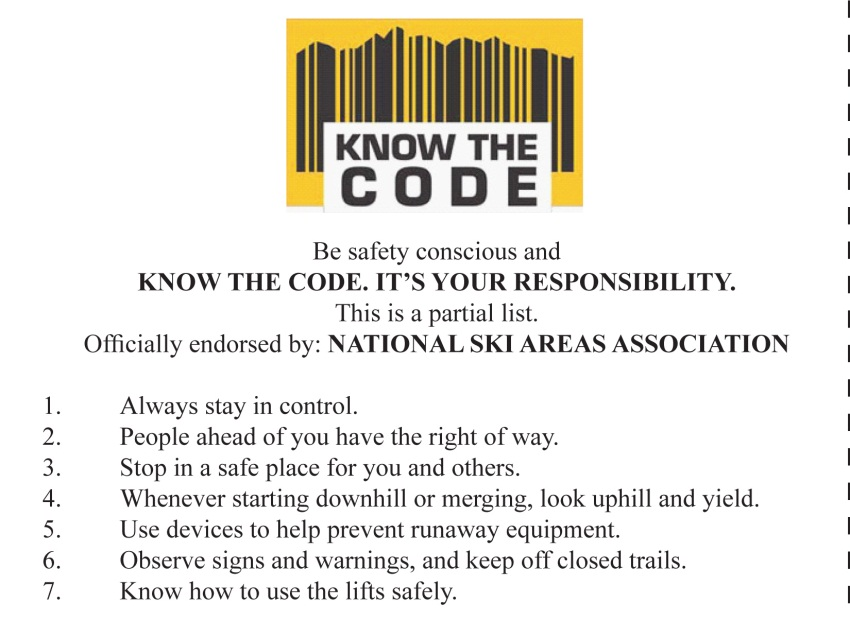 KNOW THE
CODE
Be safety conscious and
KNOW THE CODE. IT'S YOUR RESPONSIBILITY.
This is a partial list.
Officially endorsed by: NATIONAL SKI AREAS ASSOCIATION
1. Always stay in control.
2. People ahead of you have the right of way.
3. Stop in a safe place for you and others.
4. Whenever starting downhill or merging, look uphill and yield.
5. Use devices to help prevent runaway equipment.
6. Observe signs and warnings, and keep off closed trails.
7. Know how to use the lifts safely.